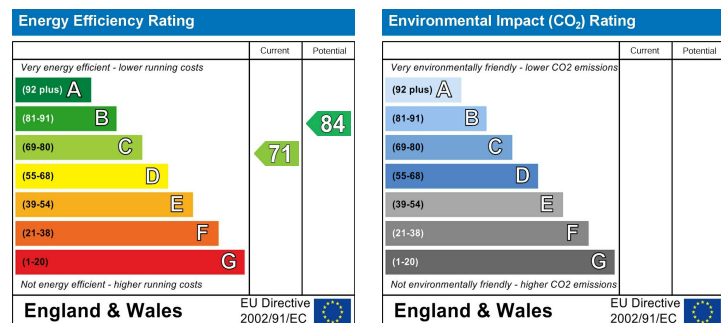 Energy Efficiency Rating
Current Potential
Very energy efficient - lower running costs
(92 plus) A
(81-91) B
84
(69-80) C
71
(55-68) D
(39-54) E
(21-38) F
(1-20) G
Not energy efficient - higher running costs
England & Wales
EU Directive
2002/91/EC
Environmental Impact (CO₂) Rating
Current Potential
Very environmentally friendly - lower CO2 emissions
(92 plus) A
(81-91) B
(69-80) C
(55-68) D
(39-54) E
(21-38) F
(1-20) G
Not environmentally friendly - higher CO2 emissions
England & Wales
EU Directive
2002/91/EC